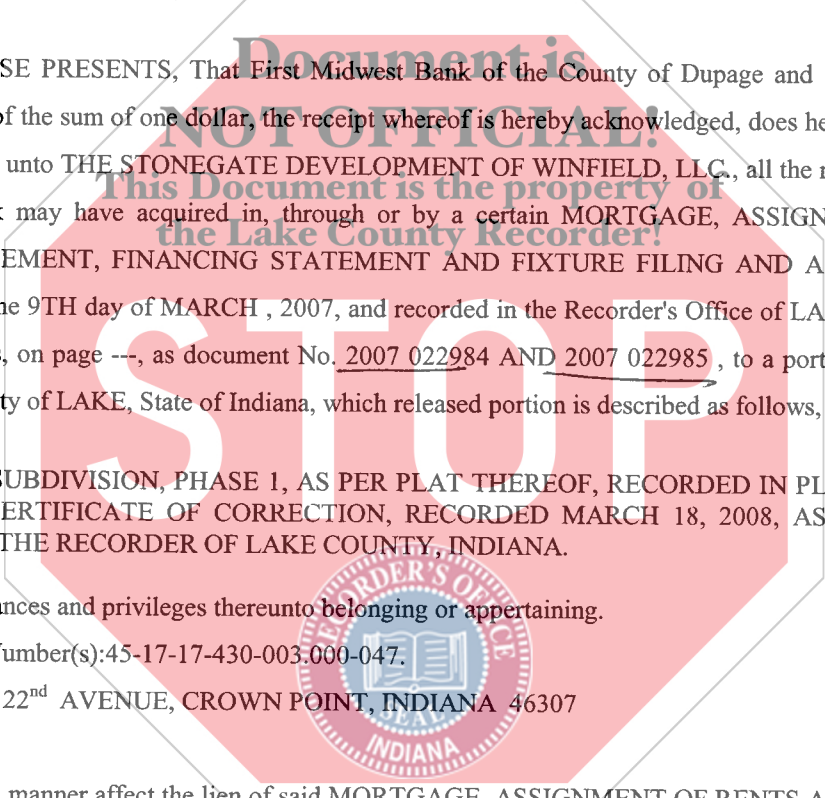 Document is
SE PRESENTS, That First Midwest Bank of the County of Dupage and
of the sum of one dollar, the receipt whereof is hereby acknowledged, does he
NOT OFFICIAL!
unto THE STONEGATE DEVELOPMENT OF WINFIELD, LLC., all the
This Document is the property of
may have acquired in, through or by a certain MORTGAGE, ASSIGN
the Lake County Recorder!
EMENT, FINANCING STATEMENT AND FIXTURE FILING AND A
he 9TH day of MARCH , 2007, and recorded in the Recorder's Office of LA
, on page ---, as document No. 2007 022984 AND 2007 022985 , to a port
ty of LAKE, State of Indiana, which released portion is described as follows,
STOP
SUBDIVISION, PHASE 1, AS PER PLAT THEREOF, RECORDED IN PL
ERTIFICATE OF CORRECTION, RECORDED MARCH 18, 2008, AS
THE RECORDER OF LAKE COUNTY, INDIANA.
ances and privileges thereunto belonging or appertaining.
umber(s):45-17-17-430-003.000-047.
22nd AVENUE, CROWN POINT, INDIANA 46307
RECORDER'S OFFICE
SEAL
INDIANA
manner affect the lien of said MORTGAGE, ASSIGNMENT OF RENTS A